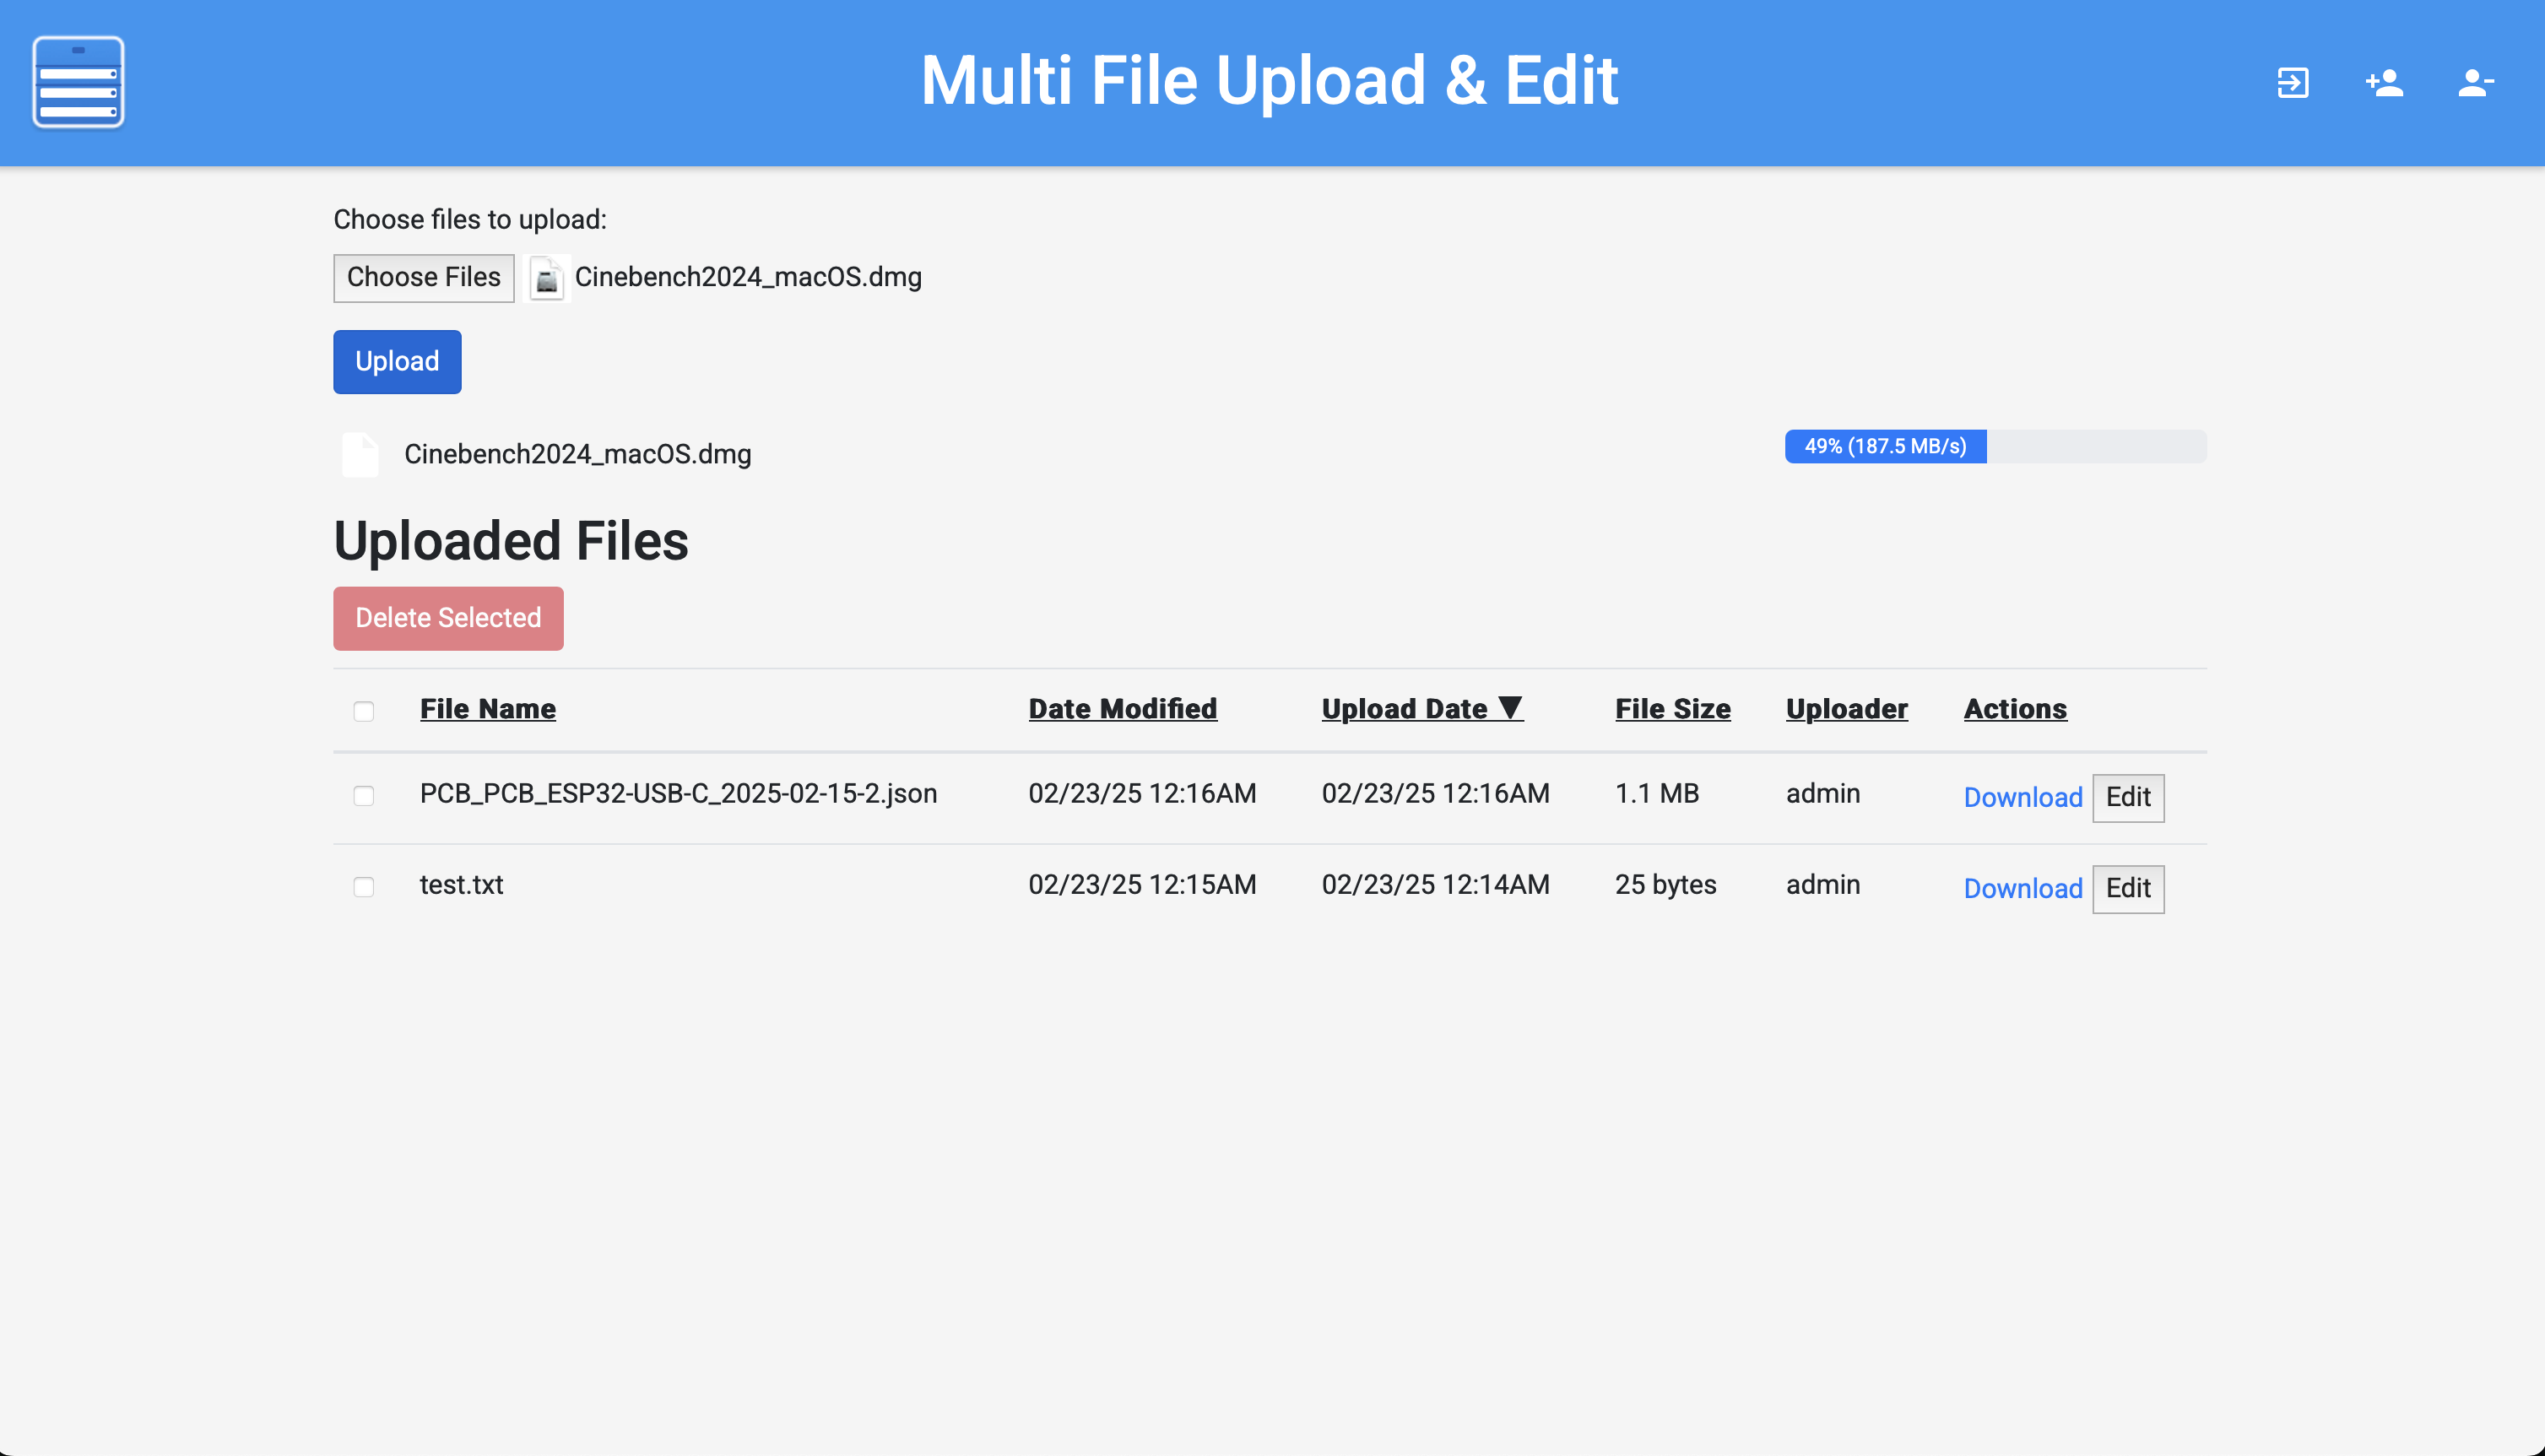 Multi File Upload & Edit
Choose files to upload:
Choose Files Cinebench2024_macOS.dmg
Upload
Cinebench2024_macOS.dmg 49% (187.5 MB/s)
Uploaded Files
Delete Selected
File Name Date Modified Upload Date ▼ File Size Uploader Actions
PCB_PCB_ESP32-USB-C_2025-02-15-2.json 02/23/25 12:16AM 02/23/25 12:16AM 1.1 MB admin Download Edit
test.txt 02/23/25 12:15AM 02/23/25 12:14AM 25 bytes admin Download Edit